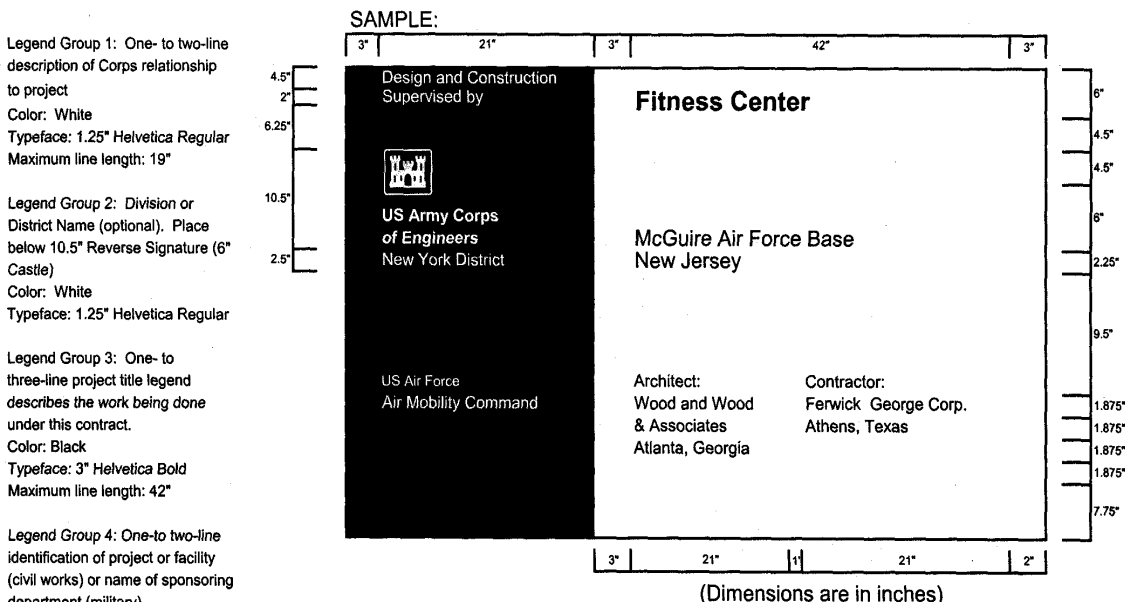 SAMPLE:
Legend Group 1: One- to two-line
description of Corps relationship
to project
Color: White
Typeface: 1.25" Helvetica Regular
Maximum line length: 19"
Legend Group 2: Division or
District Name (optional). Place
below 10.5" Reverse Signature (6"
Castle)
Color: White
Typeface: 1.25" Helvetica Regular
Legend Group 3: One- to
three-line project title legend
describes the work being done
under this contract.
Color: Black
Typeface: 3" Helvetica Bold
Maximum line length: 42"
Legend Group 4: One-to two-line
identification of project or facility
(civil works) or name of sponsoring
department (military).
3" 21" 3" 42" 3"
4.5"
2"
6.25"
10.5"
2.5"
Design and Construction
Supervised by
US Army Corps
of Engineers
New York District
US Air Force
Air Mobility Command
Fitness Center
McGuire Air Force Base
New Jersey
Architect:
Wood and Wood
& Associates
Atlanta, Georgia
Contractor:
Ferwick George Corp.
Athens, Texas
6"
4.5"
4.5"
6"
2.25"
9.5"
1.875"
1.875"
1.875"
1.875"
7.75"
3" 21" 1" 21" 2"
(Dimensions are in inches)